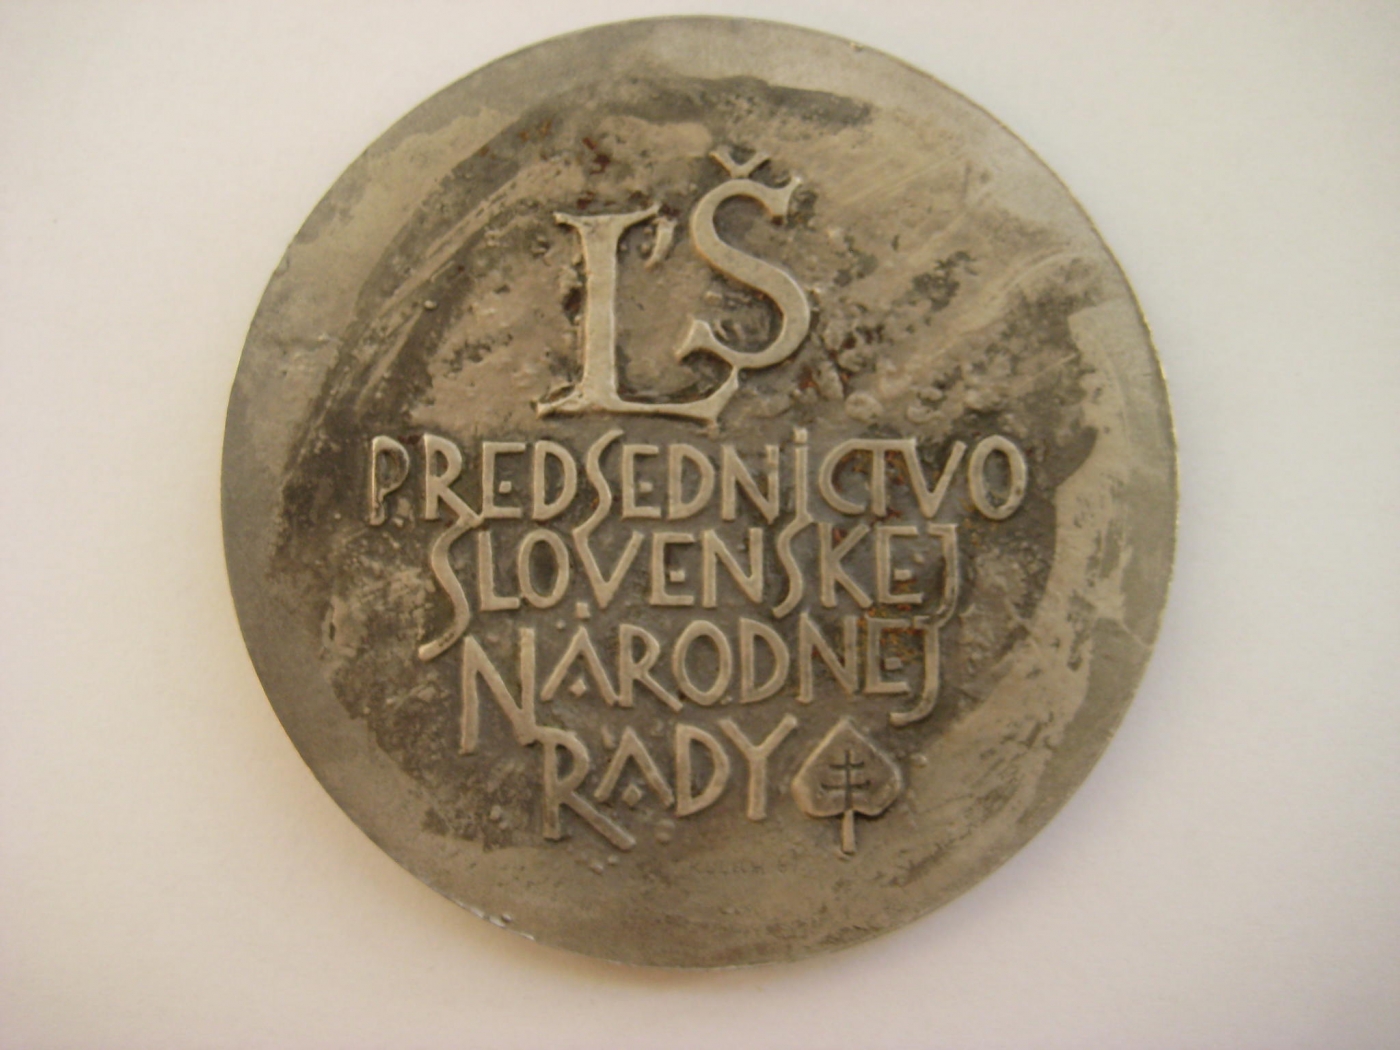 ĽŠ
PREDSEDNÍCTVO
SLOVENSKEJ
NÁRODNEJ
RADY